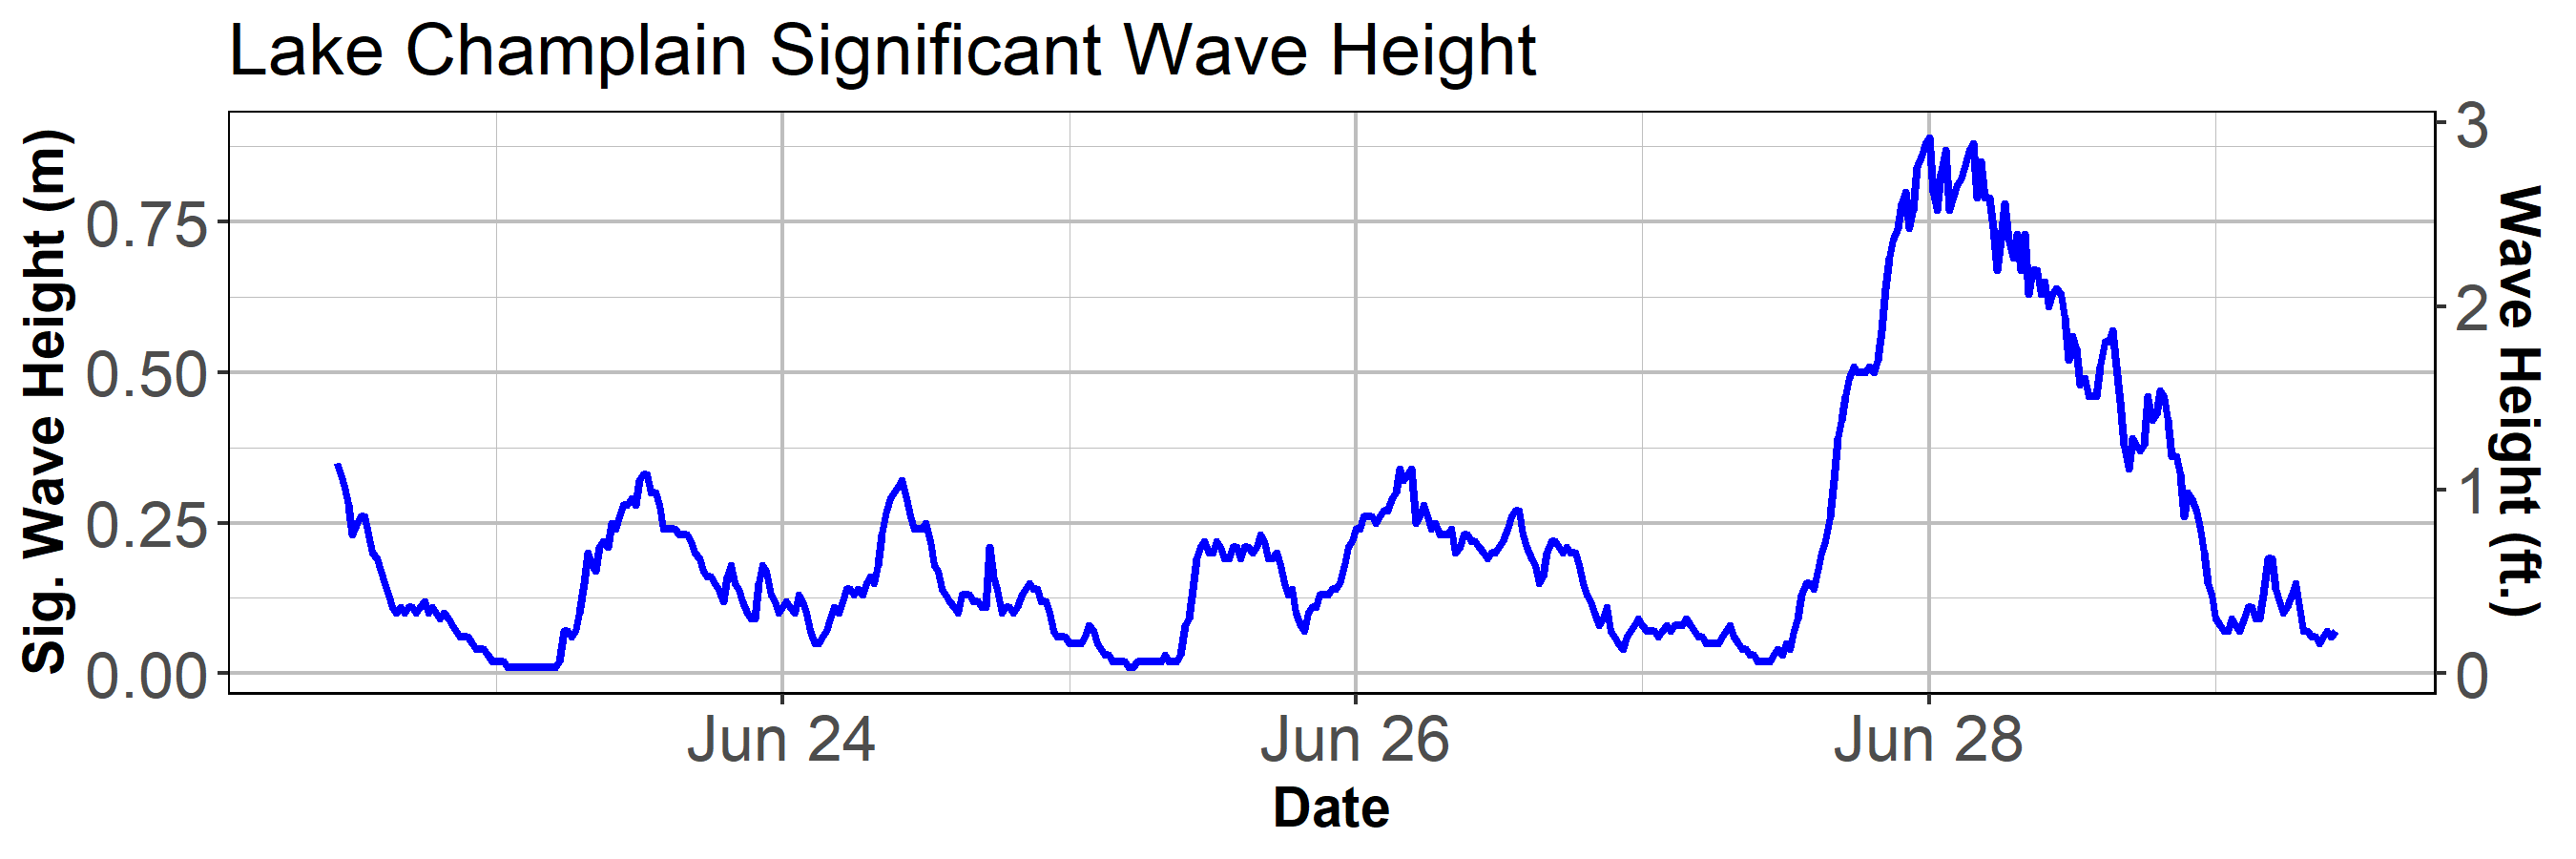 Lake Champlain Significant Wave Height
Sig. Wave Height (m)
0.75
0.50
0.25
0.00
3
2
1
0
Wave Height (ft.)
Jun 24
Jun 26
Jun 28
Date